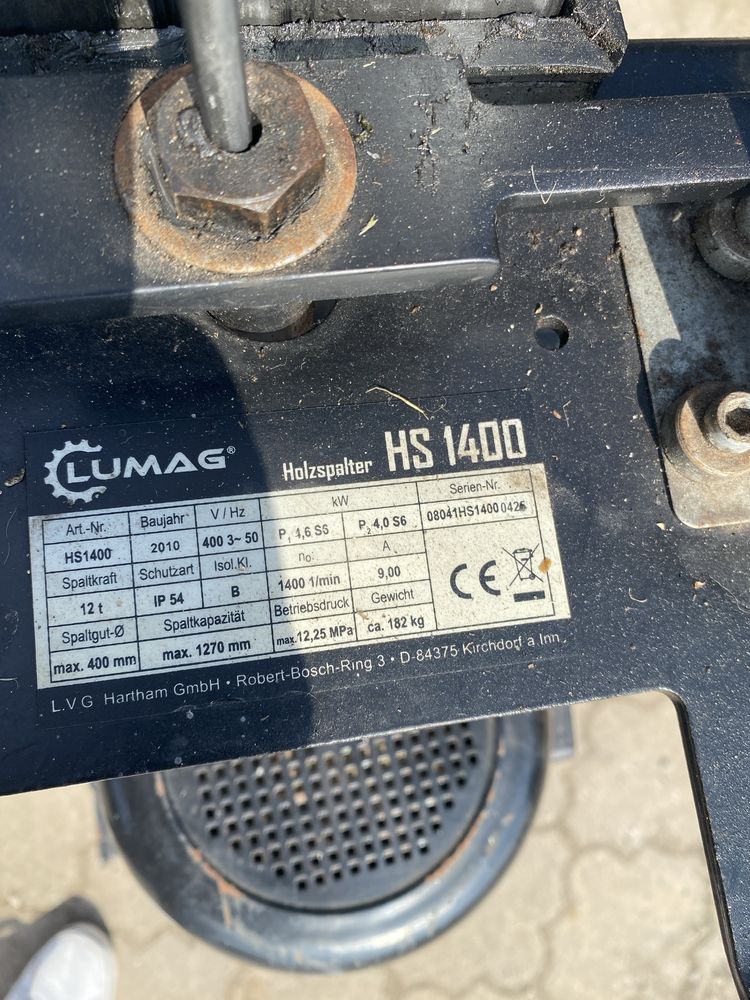 LUMAG® Holzspalter HS 1400
Art.-Nr. Baujahr V / Hz kW Serien-Nr.
HS1400 2010 400 3~ 50 P₁ 4,6 S6 P₂ 4,0 S6 08041HS1400 0426
Spaltkraft Schutzart Isol.Kl. n₀: A
12 t IP 54 B 1400 1/min 9,00 CE
Spaltgut-Ø Spaltkapazität Betriebsdruck Gewicht
max. 400 mm max. 1270 mm max.12,25 MPa ca. 182 kg
L.V.G Hartham GmbH • Robert-Bosch-Ring 3 • D-84375 Kirchdorf a.Inn